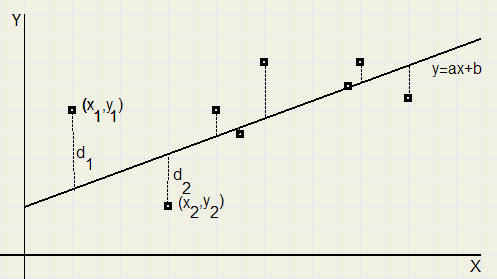 Y
y=ax+b
(x1,y1)
d1
d2
(x2,y2)
X